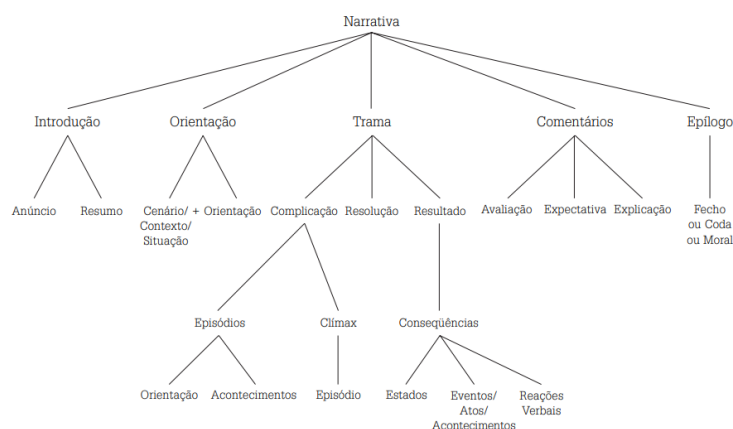 Narrativa
Introdução Orientação Trama Comentários Epílogo
Anúncio Resumo Cenário/ + Orientação Complicação Resolução Resultado Avaliação Expectativa Explicação Fecho
Contexto/ ou Coda
Situação ou Moral
Episódios Clímax Conseqüências
Orientação Acontecimentos Episódio Estados Eventos/ Reações
Atos/ Verbais
Acontecimentos